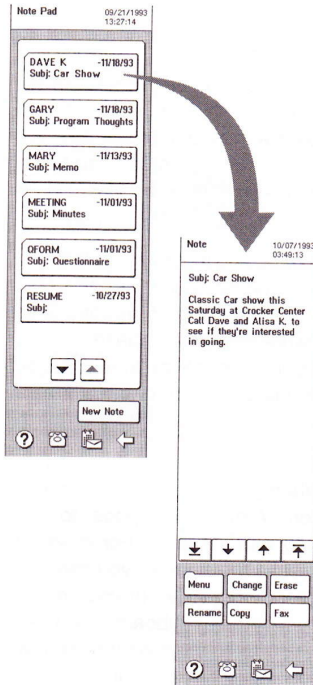 Note Pad 09/21/1993
13:27:14
DAVE K -11/18/93
Subj: Car Show
GARY -11/18/93
Subj: Program Thoughts
MARY -11/13/93
Subj: Memo
MEETING -11/01/93
Subj: Minutes
QFORM -11/01/93
Subj: Questionnaire
RESUME -10/27/93
Subj:
New Note
?
Note 10/07/1993
03:49:13
Subj: Car Show
Classic Car show this
Saturday at Crocker Center
Call Dave and Alisa K. to
see if they're interested
in going.
Menu Change Erase
Rename Copy Fax
?